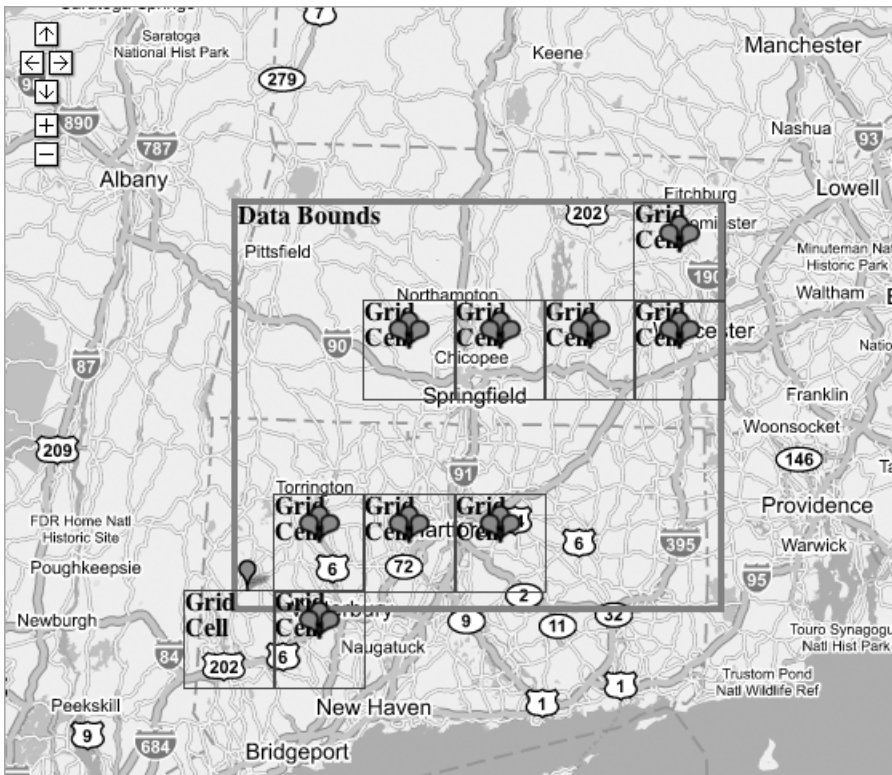 7
Saratoga
National Hist Park
Keene
Manchester
279
890
Nashua
93
787
Albany
Lowell
Fitchburg
Data Bounds
202
Grid
Cell
Pittsfield
Minuteman Na
Historic Park
190
Waltham
Northampton
Grid
Cell
Grid
Cell
Grid
Cell
Grid
Cell
90
Chicopee
87
Springfield
Franklin
Woonsocket
209
91
146
Torrington
Grid
Cell
Grid
Cell
Grid
Cell
Providence
FDR Home Natl
Historic Site
6
72
6
395
Warwick
Poughkeepsie
95
2
Grid
Cell
Grid
Cell
Newburgh
9
11
32
Touro Synagogu
Natl Hist Park
84
202
6
Naugatuck
Trustom Pond
Natl Wildlife Ref
1
1
Peekskill
New Haven
9
684
Bridgeport